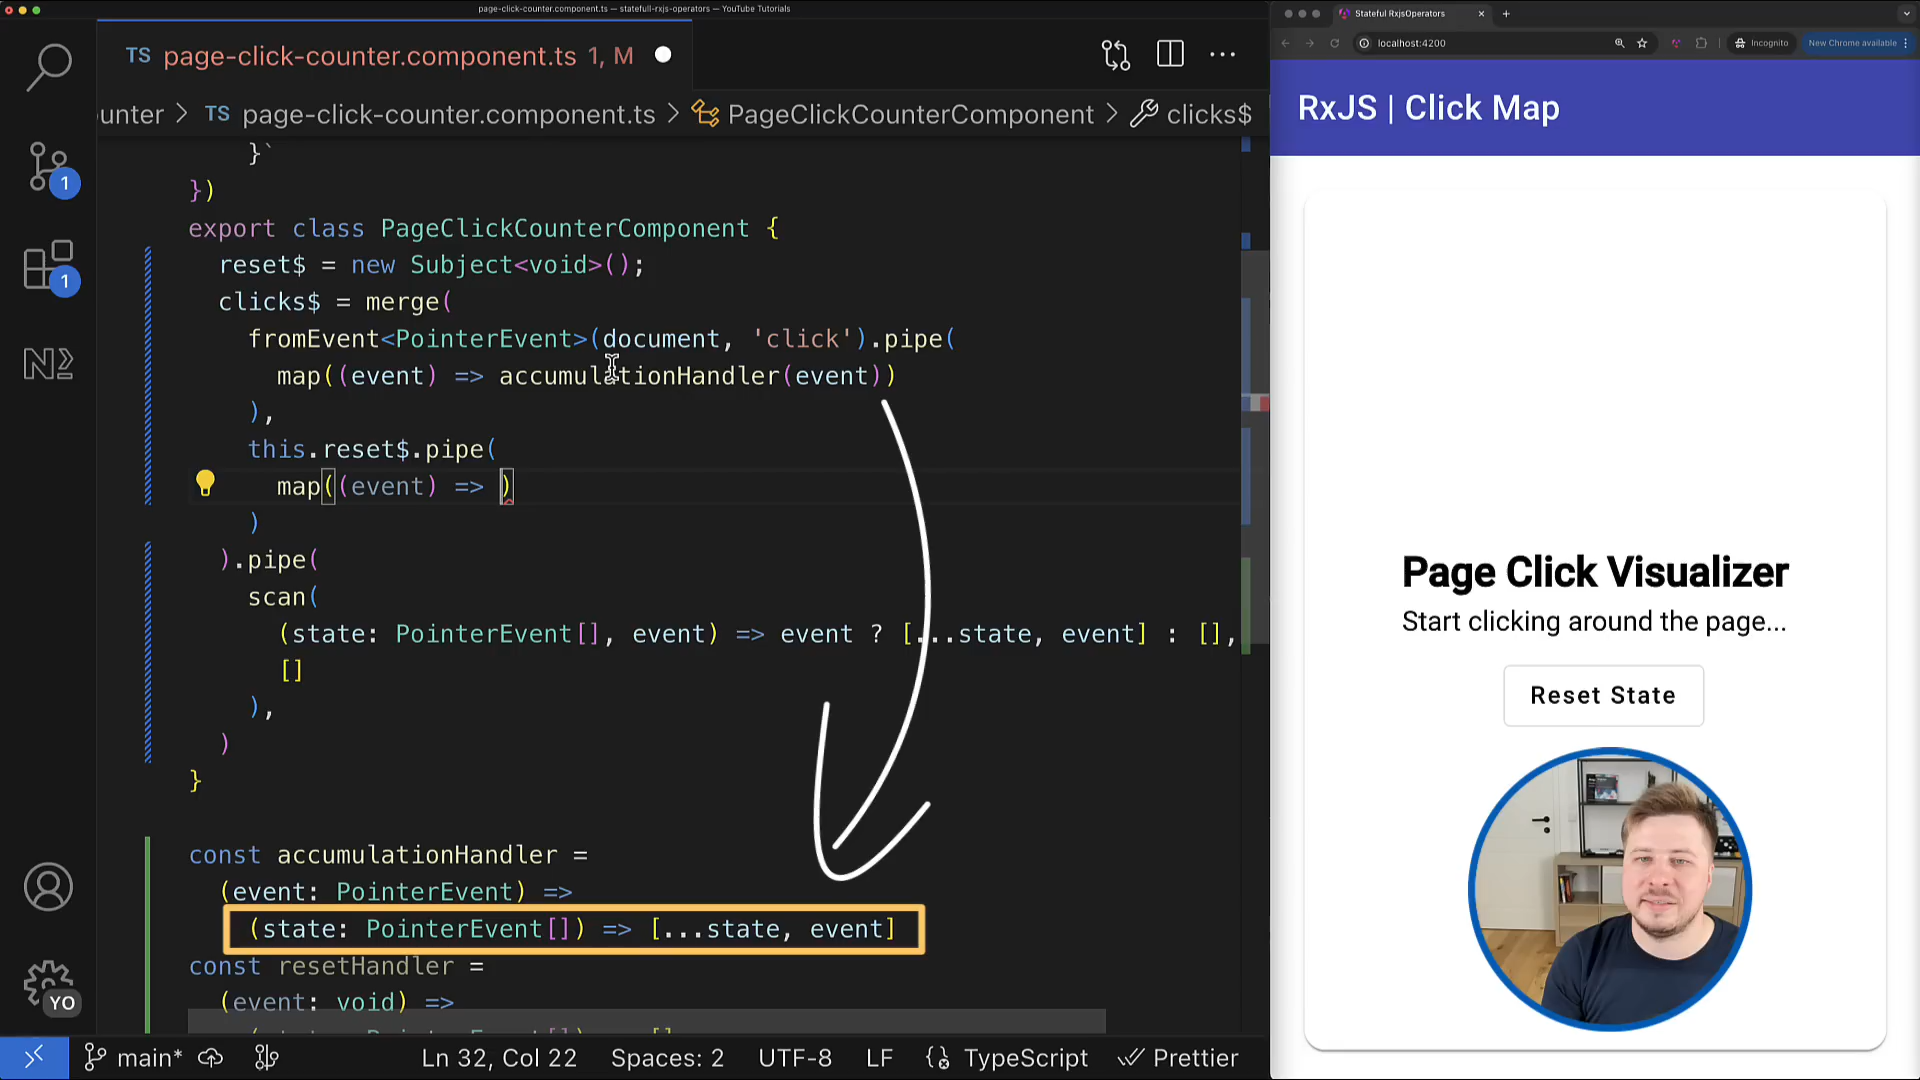 page-click-counter.component.ts — statefull-rxjs-operators — YouTube Tutorials
TS page-click-counter.component.ts 1, M
unter > TS page-click-counter.component.ts > PageClickCounterComponent > clicks$
}`
})
export class PageClickCounterComponent {
reset$ = new Subject<void>();
clicks$ = merge(
fromEvent<PointerEvent>(document, 'click').pipe(
map((event) => accumulationHandler(event))
),
this.reset$.pipe(
map((event) => )
)
).pipe(
scan(
(state: PointerEvent[], event) => event ? [...state, event] : [],
[]
),
)
}
const accumulationHandler =
(event: PointerEvent) =>
(state: PointerEvent[]) => [...state, event]
const resetHandler =
(event: void) =>
1
1
YO
main*
Ln 32, Col 22
Spaces: 2
UTF-8
LF
TypeScript
Prettier
Stateful RxjsOperators
localhost:4200
Incognito
New Chrome available
RxJS | Click Map
Page Click Visualizer
Start clicking around the page...
Reset State